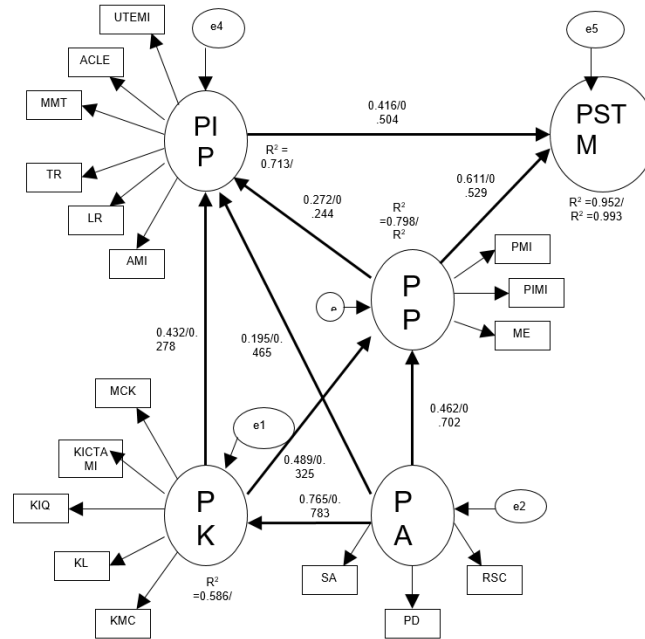 UTEMI
e4
e5
ACLE
MMT
PI
P
0.416/0
.504
PST
M
R² =
0.713/
TR
0.611/0
.529
LR
0.272/0
.244
R²
=0.798/
R²
R² =0.952/
R² =0.993
AMI
PMI
P
P
PIMI
e
ME
0.432/0.
278
0.195/0.
465
MCK
0.462/0
.702
e1
KICTA
MI
0.489/0.
325
KIQ
P
K
0.765/0.
783
P
A
e2
KL
SA
RSC
R²
=0.586/
KMC
PD